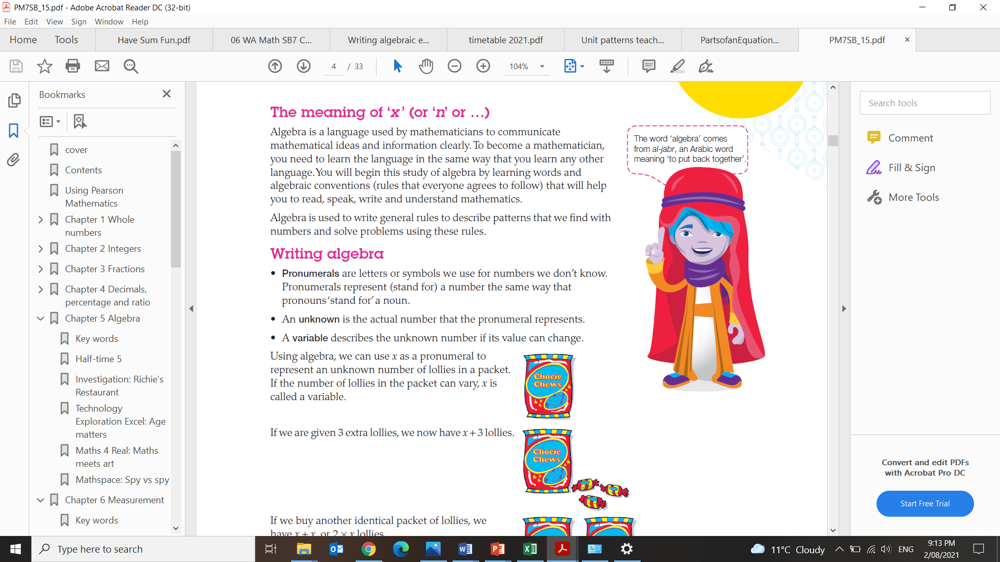 PM7SB_15.pdf - Adobe Acrobat Reader DC (32-bit)
File Edit View Sign Window Help
Home Tools Have Sum Fun.pdf 06 WA Math SB7 C... Writing algebraic e... timetable 2021.pdf Unit patterns teach... PartsofanEquation... PM7SB_15.pdf
4 / 33 104%
Bookmarks
cover
Contents
Using Pearson
Mathematics
Chapter 1 Whole
numbers
Chapter 2 Integers
Chapter 3 Fractions
Chapter 4 Decimals,
percentage and ratio
Chapter 5 Algebra
Key words
Half-time 5
Investigation: Richie's
Restaurant
Technology
Exploration Excel: Age
matters
Maths 4 Real: Maths
meets art
Mathspace: Spy vs spy
Chapter 6 Measurement
Key words
The meaning of ‘x’ (or ‘n’ or …)
Algebra is a language used by mathematicians to communicate
mathematical ideas and information clearly. To become a mathematician,
you need to learn the language in the same way that you learn any other
language. You will begin this study of algebra by learning words and
algebraic conventions (rules that everyone agrees to follow) that will help
you to read, speak, write and understand mathematics.
Algebra is used to write general rules to describe patterns that we find with
numbers and solve problems using these rules.
Writing algebra
• Pronumerals are letters or symbols we use for numbers we don’t know.
Pronumerals represent (stand for) a number the same way that
pronouns ‘stand for’ a noun.
• An unknown is the actual number that the pronumeral represents.
• A variable describes the unknown number if its value can change.
Using algebra, we can use x as a pronumeral to
represent an unknown number of lollies in a packet.
If the number of lollies in the packet can vary, x is
called a variable.
Chocie
Chews
If we are given 3 extra lollies, we now have x + 3 lollies.
Chocie
Chews
If we buy another identical packet of lollies, we
have x + x, or 2 × x lollies
The word ‘algebra’ comes
from al-jabr, an Arabic word
meaning ‘to put back together’.
Search tools
Comment
Fill & Sign
More Tools
Convert and edit PDFs
with Acrobat Pro DC
Start Free Trial
Type here to search
11°C Cloudy
ENG
9:13 PM
2/08/2021